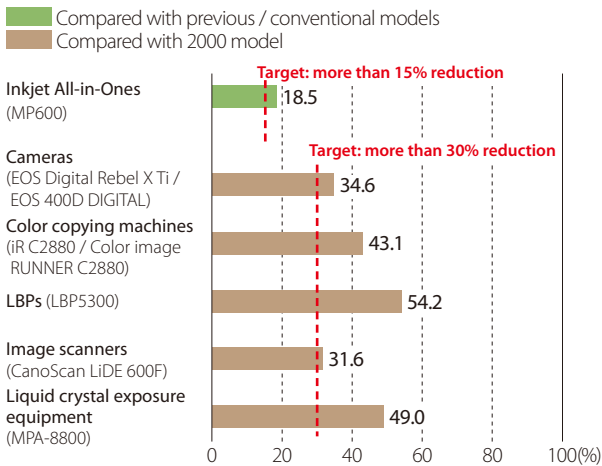 Compared with previous / conventional models
Compared with 2000 model
Target: more than 15% reduction
Inkjet All-in-Ones
(MP600)
18.5
Target: more than 30% reduction
Cameras
(EOS Digital Rebel X Ti /
EOS 400D DIGITAL)
34.6
Color copying machines
(iR C2880 / Color image
RUNNER C2880)
43.1
LBPs (LBP5300)
54.2
Image scanners
(CanoScan LiDE 600F)
31.6
Liquid crystal exposure
equipment
(MPA-8800)
49.0
0 20 40 60 80 100(%)